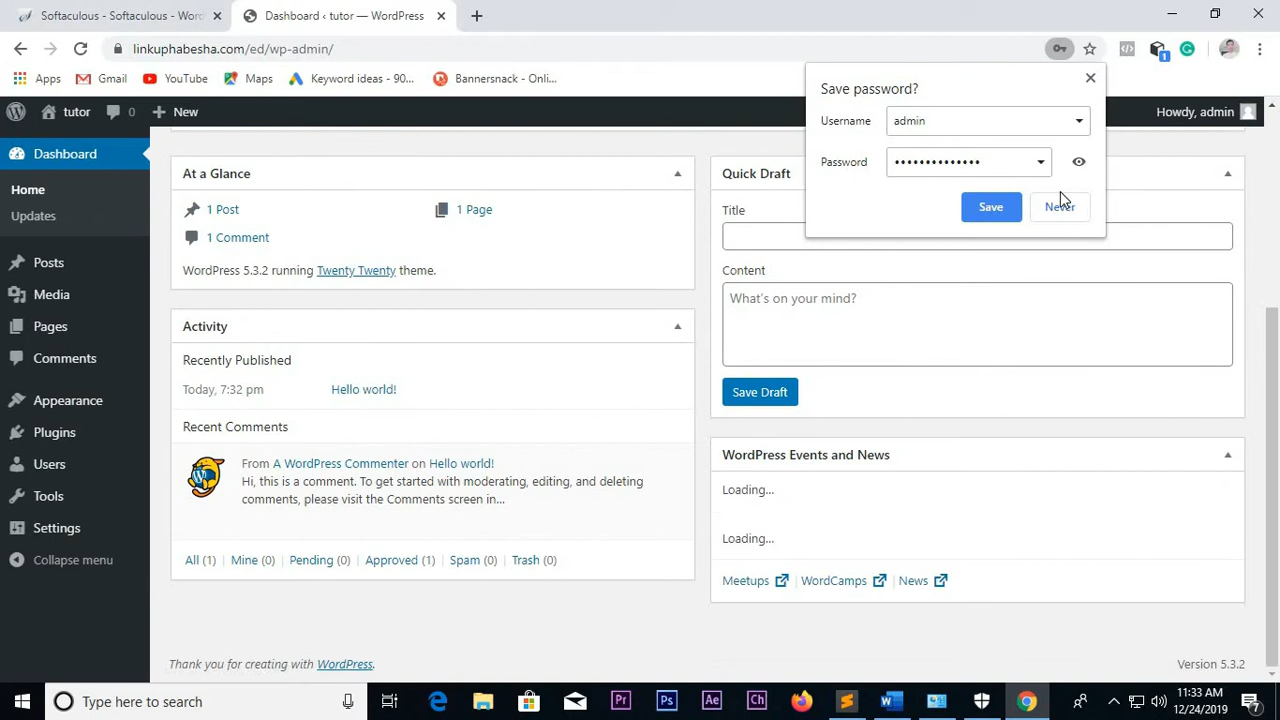 Softaculous - Softaculous - Wor
Dashboard ‹ tutor — WordPress
linkuphabesha.com/ed/wp-admin/
1
Apps
Gmail
YouTube
Maps
Keyword ideas - 90...
Bannersnack - Onli...
tutor
0
New
Howdy, admin
Save password?
Username
admin
Password
••••••••••••••
Save
Never
Dashboard
Home
Updates
Posts
Media
Pages
Comments
Appearance
Plugins
Users
Tools
Settings
Collapse menu
At a Glance
1 Post
1 Page
1 Comment
WordPress 5.3.2 running Twenty Twenty theme.
Activity
Recently Published
Today, 7:32 pm Hello world!
Recent Comments
From A WordPress Commenter on Hello world!
Hi, this is a comment. To get started with moderating, editing, and deleting
comments, please visit the Comments screen in...
All (1) | Mine (0) | Pending (0) | Approved (1) | Spam (0) | Trash (0)
Quick Draft
Title
Content
What's on your mind?
Save Draft
WordPress Events and News
Loading...
Loading...
Meetups | WordCamps | News
Thank you for creating with WordPress.
Version 5.3.2
Type here to search
Pr
Ps
Ae
Ch
11:33 AM
12/24/2019
7